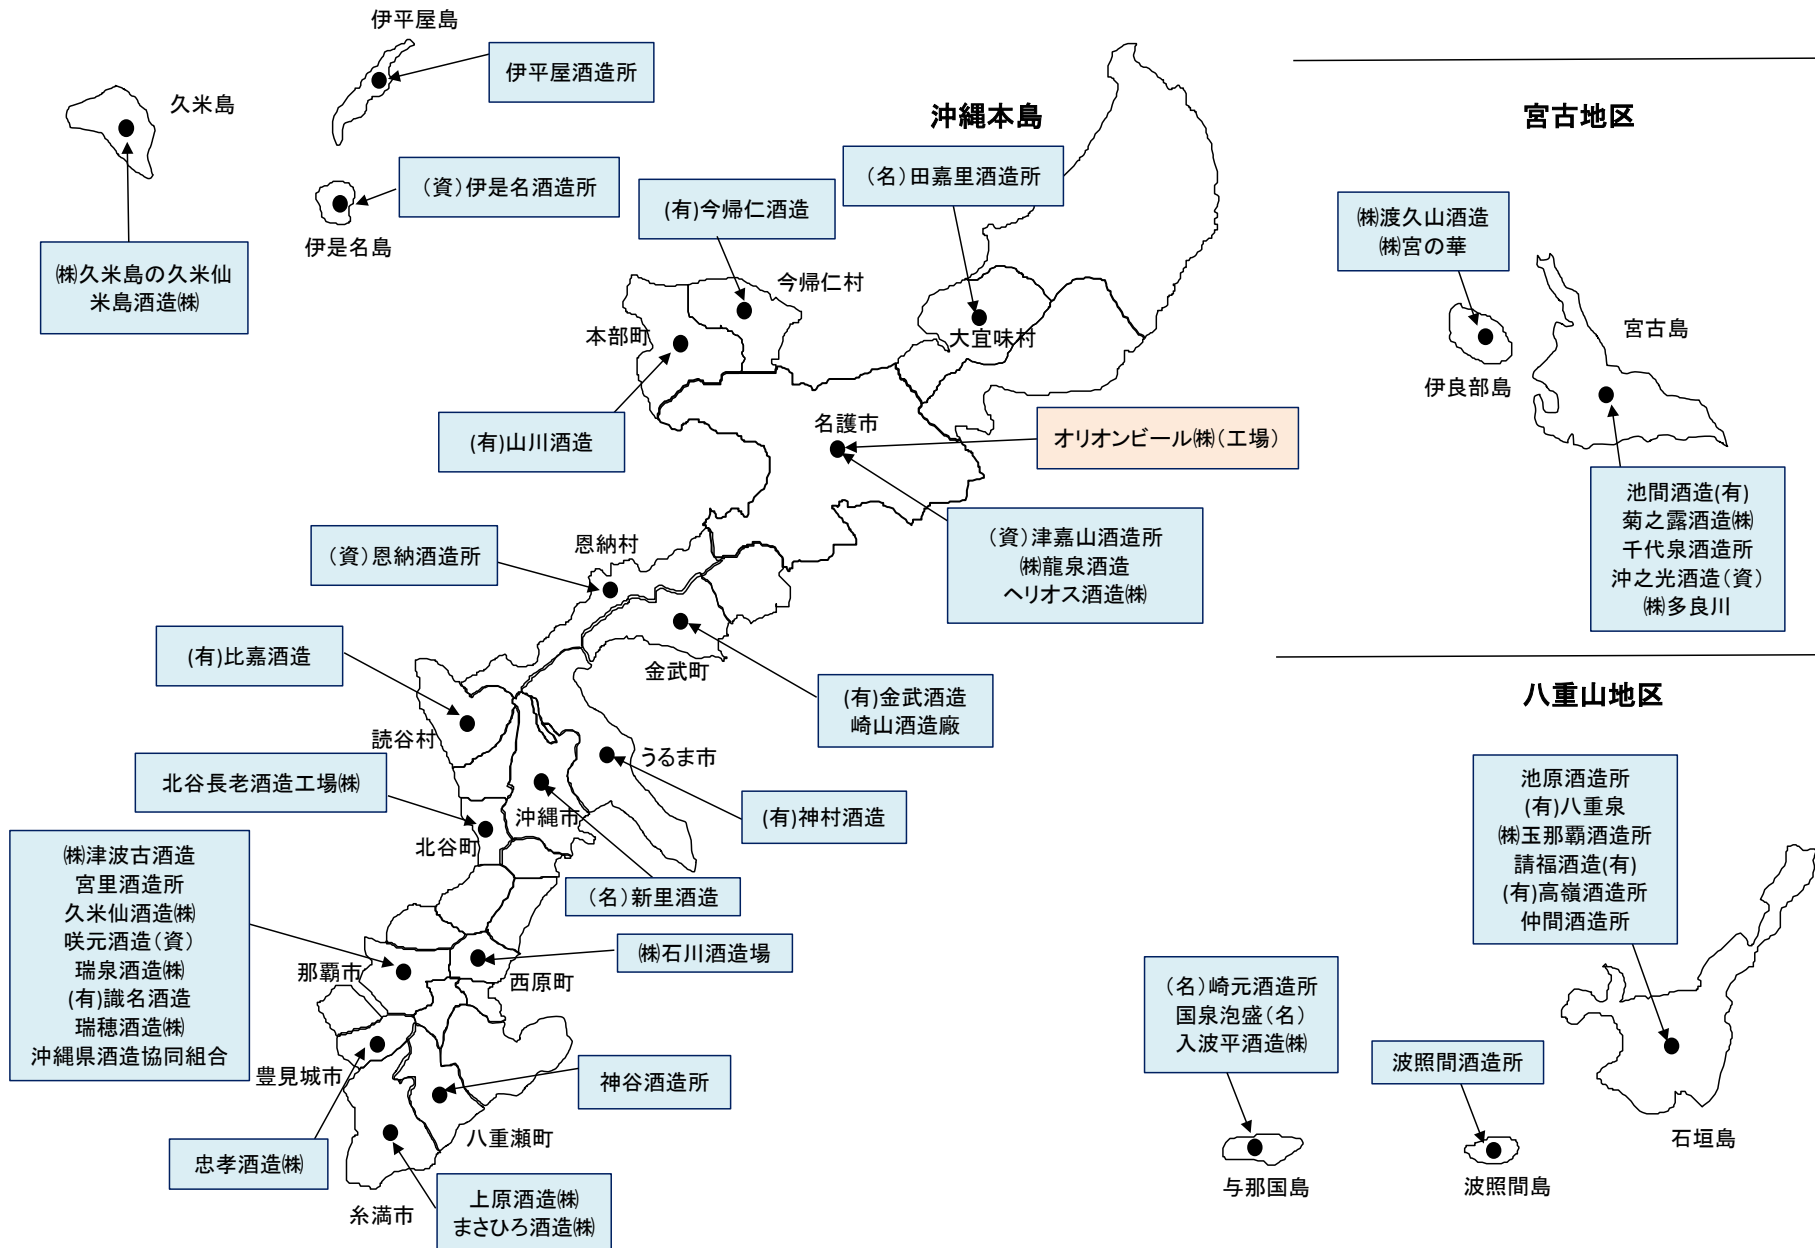 伊平屋島
伊平屋酒造所
久米島
㈱久米島の久米仙
米島酒造㈱
（資）伊是名酒造所
伊是名島
沖縄本島
（名）田嘉里酒造所
(有)今帰仁酒造
今帰仁村
本部町
大宜味村
(有)山川酒造
名護市
オリオンビール㈱（工場）
（資）津嘉山酒造所
㈱龍泉酒造
ヘリオス酒造㈱
恩納村
（資）恩納酒造所
(有)比嘉酒造
金武町
(有)金武酒造
崎山酒造廠
読谷村
うるま市
北谷長老酒造工場㈱
沖縄市
(有)神村酒造
北谷町
㈱津波古酒造
宮里酒造所
久米仙酒造㈱
咲元酒造（資）
瑞泉酒造㈱
(有)識名酒造
瑞穂酒造㈱
沖縄県酒造協同組合
（名）新里酒造
㈱石川酒造場
那覇市
西原町
豊見城市
神谷酒造所
八重瀬町
忠孝酒造㈱
糸満市
上原酒造㈱
まさひろ酒造㈱
宮古地区
㈱渡久山酒造
㈱宮の華
宮古島
伊良部島
池間酒造(有)
菊之露酒造㈱
千代泉酒造所
沖之光酒造（資）
㈱多良川
八重山地区
池原酒造所
(有)八重泉
㈱玉那覇酒造所
請福酒造(有)
(有)高嶺酒造所
仲間酒造所
（名）崎元酒造所
国泉泡盛（名）
入波平酒造㈱
波照間酒造所
石垣島
与那国島
波照間島